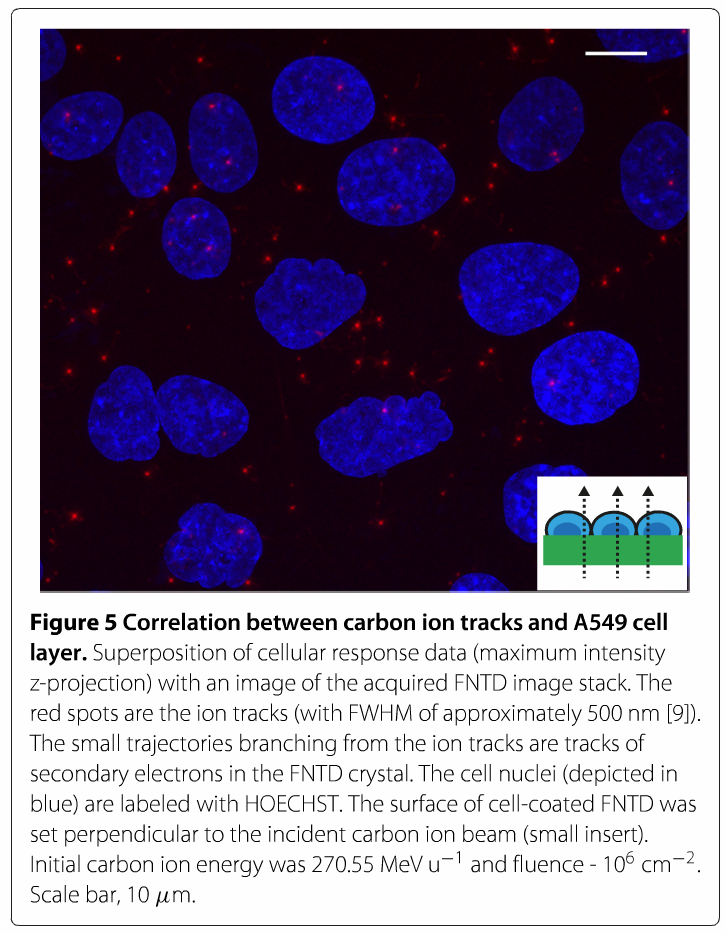 Figure 5 Correlation between carbon ion tracks and A549 cell
layer. Superposition of cellular response data (maximum intensity
z-projection) with an image of the acquired FNTD image stack. The
red spots are the ion tracks (with FWHM of approximately 500 nm [9]).
The small trajectories branching from the ion tracks are tracks of
secondary electrons in the FNTD crystal. The cell nuclei (depicted in
blue) are labeled with HOECHST. The surface of cell-coated FNTD was
set perpendicular to the incident carbon ion beam (small insert).
Initial carbon ion energy was 270.55 MeV u⁻¹ and fluence - 10⁶ cm⁻².
Scale bar, 10 μm.